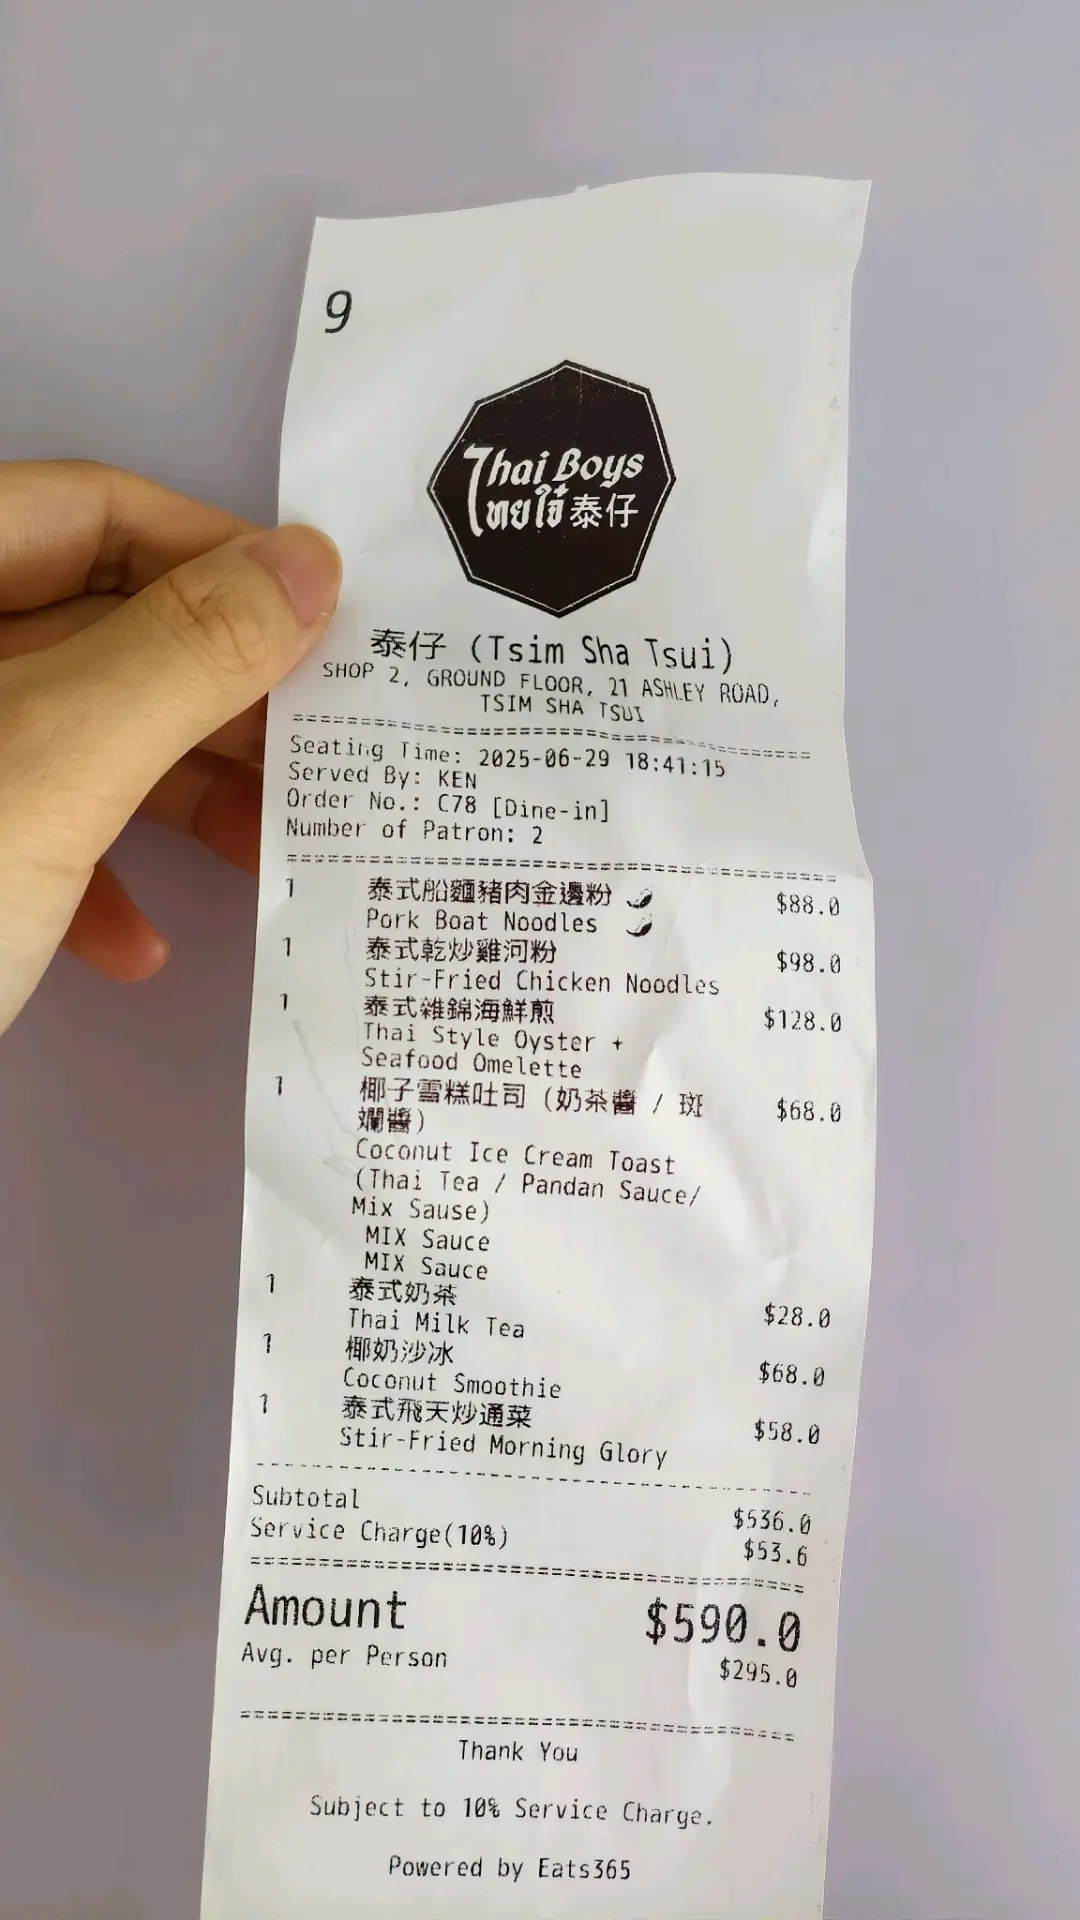 9
Thai Boys
ไทยใจ๋ 泰仔
泰仔 (Tsim Sha Tsui)
SHOP 2, GROUND FLOOR, 21 ASHLEY ROAD,
TSIM SHA TSUI
Seating Time: 2025-06-29 18:41:15
Served By: KEN
Order No.: C78 [Dine-in]
Number of Patron: 2
1 泰式船麵豬肉金邊粉 $88.0
Pork Boat Noodles
1 泰式乾炒雞河粉 $98.0
Stir-Fried Chicken Noodles
1 泰式雜錦海鮮煎 $128.0
Thai Style Oyster +
Seafood Omelette
1 椰子雪糕吐司 (奶茶醬 / 斑 $68.0
斕醬)
Coconut Ice Cream Toast
(Thai Tea / Pandan Sauce/
Mix Sause)
MIX Sauce
MIX Sauce
1 泰式奶茶 $28.0
Thai Milk Tea
1 椰奶沙冰 $68.0
Coconut Smoothie
1 泰式飛天炒通菜 $58.0
Stir-Fried Morning Glory
Subtotal $536.0
Service Charge(10%) $53.6
Amount $590.0
Avg. per Person $295.0
Thank You
Subject to 10% Service Charge.
Powered by Eats365